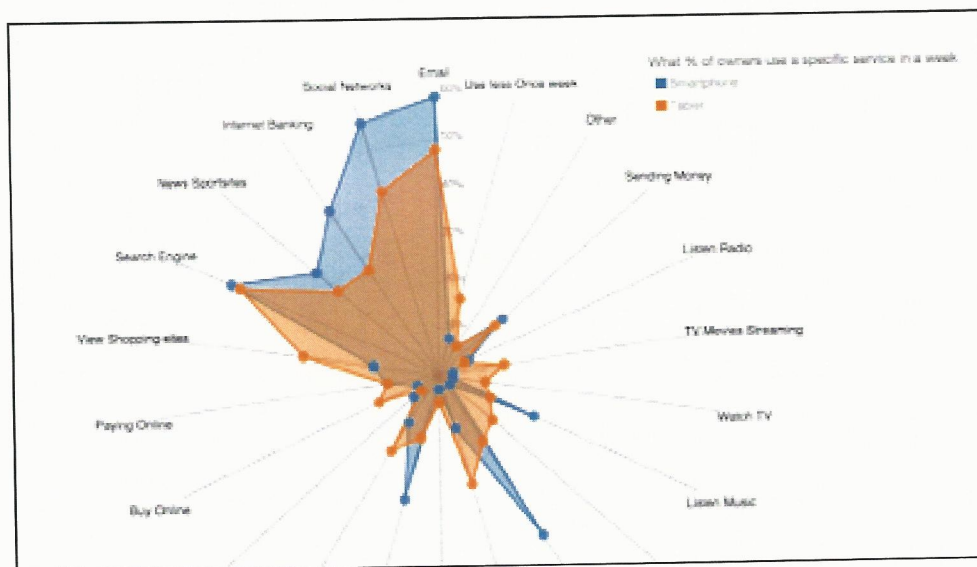 What % of owners use a specific service in a week
Smartphone
Tablet
Email
Social Networks
Use less Once week
Internet Banking
Other
News Sportsites
Sending Money
Search Engine
Listen Radio
View Shopping sites
TV Movies Streaming
Paying Online
Watch TV
Buy Online
Listen Music